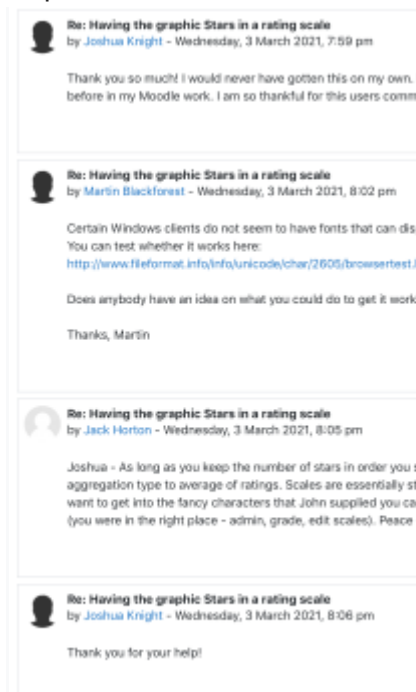 Re: Having the graphic Stars in a rating scale
by Joshua Knight - Wednesday, 3 March 2021, 7:59 pm
Thank you so much! I would never have gotten this on my own.
before in my Moodle work. I am so thankful for this users comm
Re: Having the graphic Stars in a rating scale
by Martin Blackforest - Wednesday, 3 March 2021, 8:02 pm
Certain Windows clients do not seem to have fonts that can dis
You can test whether it works here:
http://www.fileformat.info/info/unicode/char/2605/browsertest.
Does anybody have an idea on what you could do to get it work
Thanks, Martin
Re: Having the graphic Stars in a rating scale
by Jack Horton - Wednesday, 3 March 2021, 8:05 pm
Joshua - As long as you keep the number of stars in order you s
aggregation type to average of ratings. Scales are essentially st
want to get into the fancy characters that John supplied you ca
(you were in the right place - admin, grade, edit scales). Peace
Re: Having the graphic Stars in a rating scale
by Joshua Knight - Wednesday, 3 March 2021, 8:06 pm
Thank you for your help!